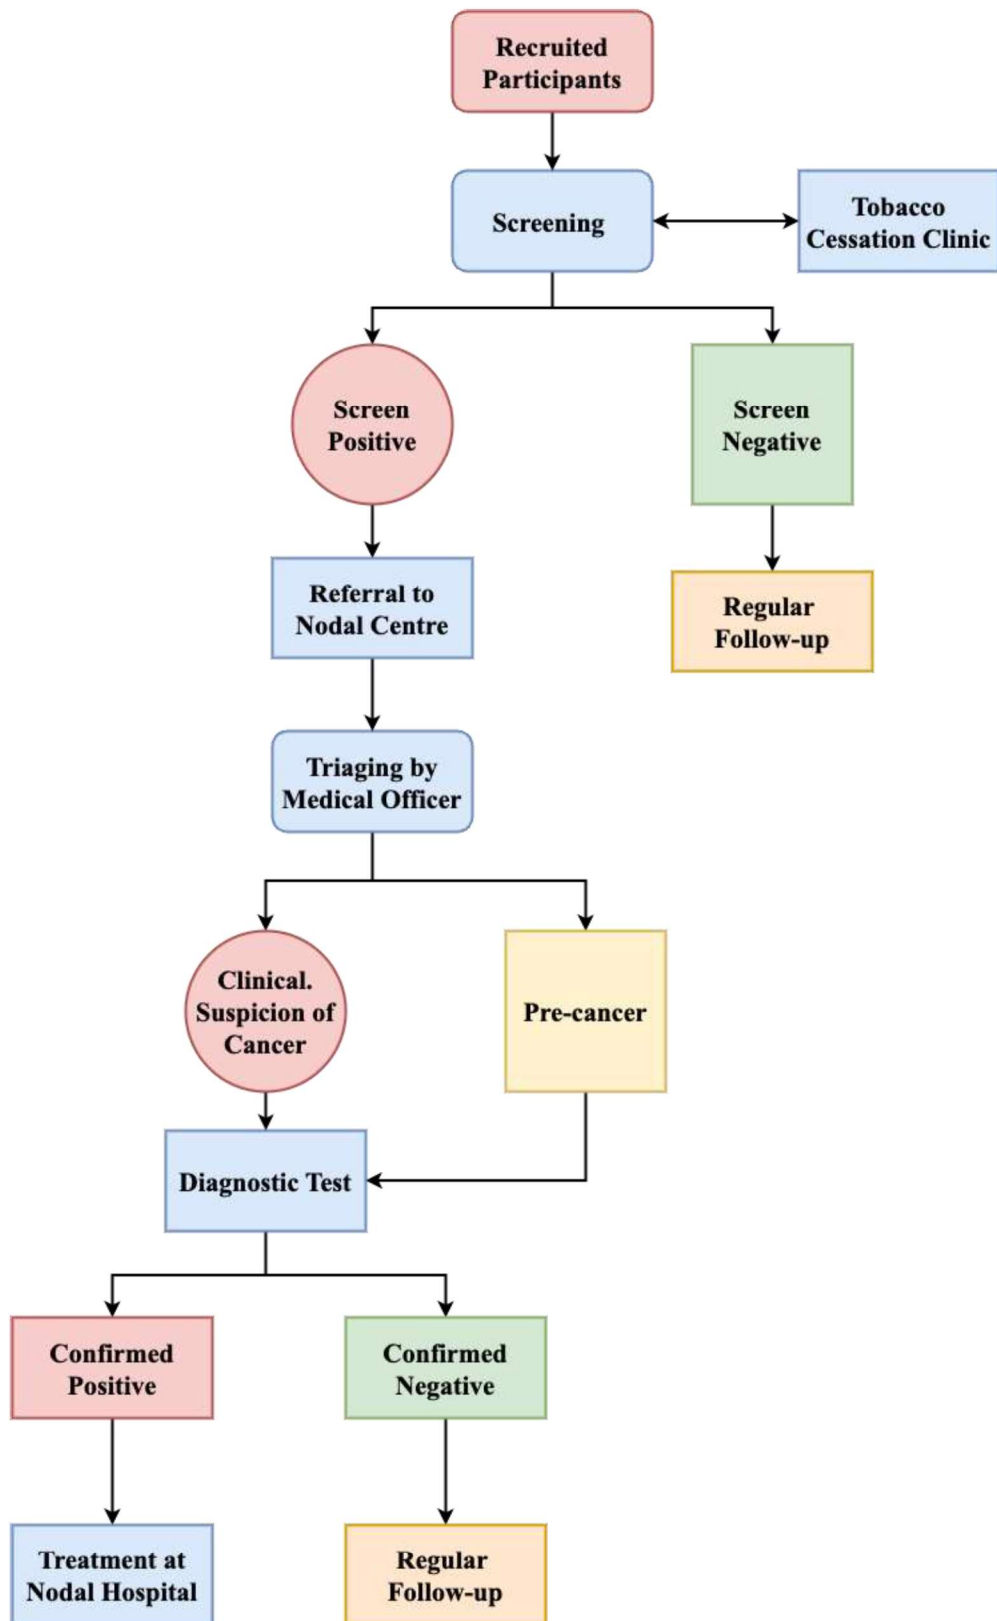 Recruited
Participants
Screening
Tobacco
Cessation Clinic
Screen
Positive
Screen
Negative
Referral to
Nodal Centre
Regular
Follow-up
Triaging by
Medical Officer
Clinical.
Suspicion of
Cancer
Pre-cancer
Diagnostic Test
Confirmed
Positive
Confirmed
Negative
Treatment at
Nodal Hospital
Regular
Follow-up